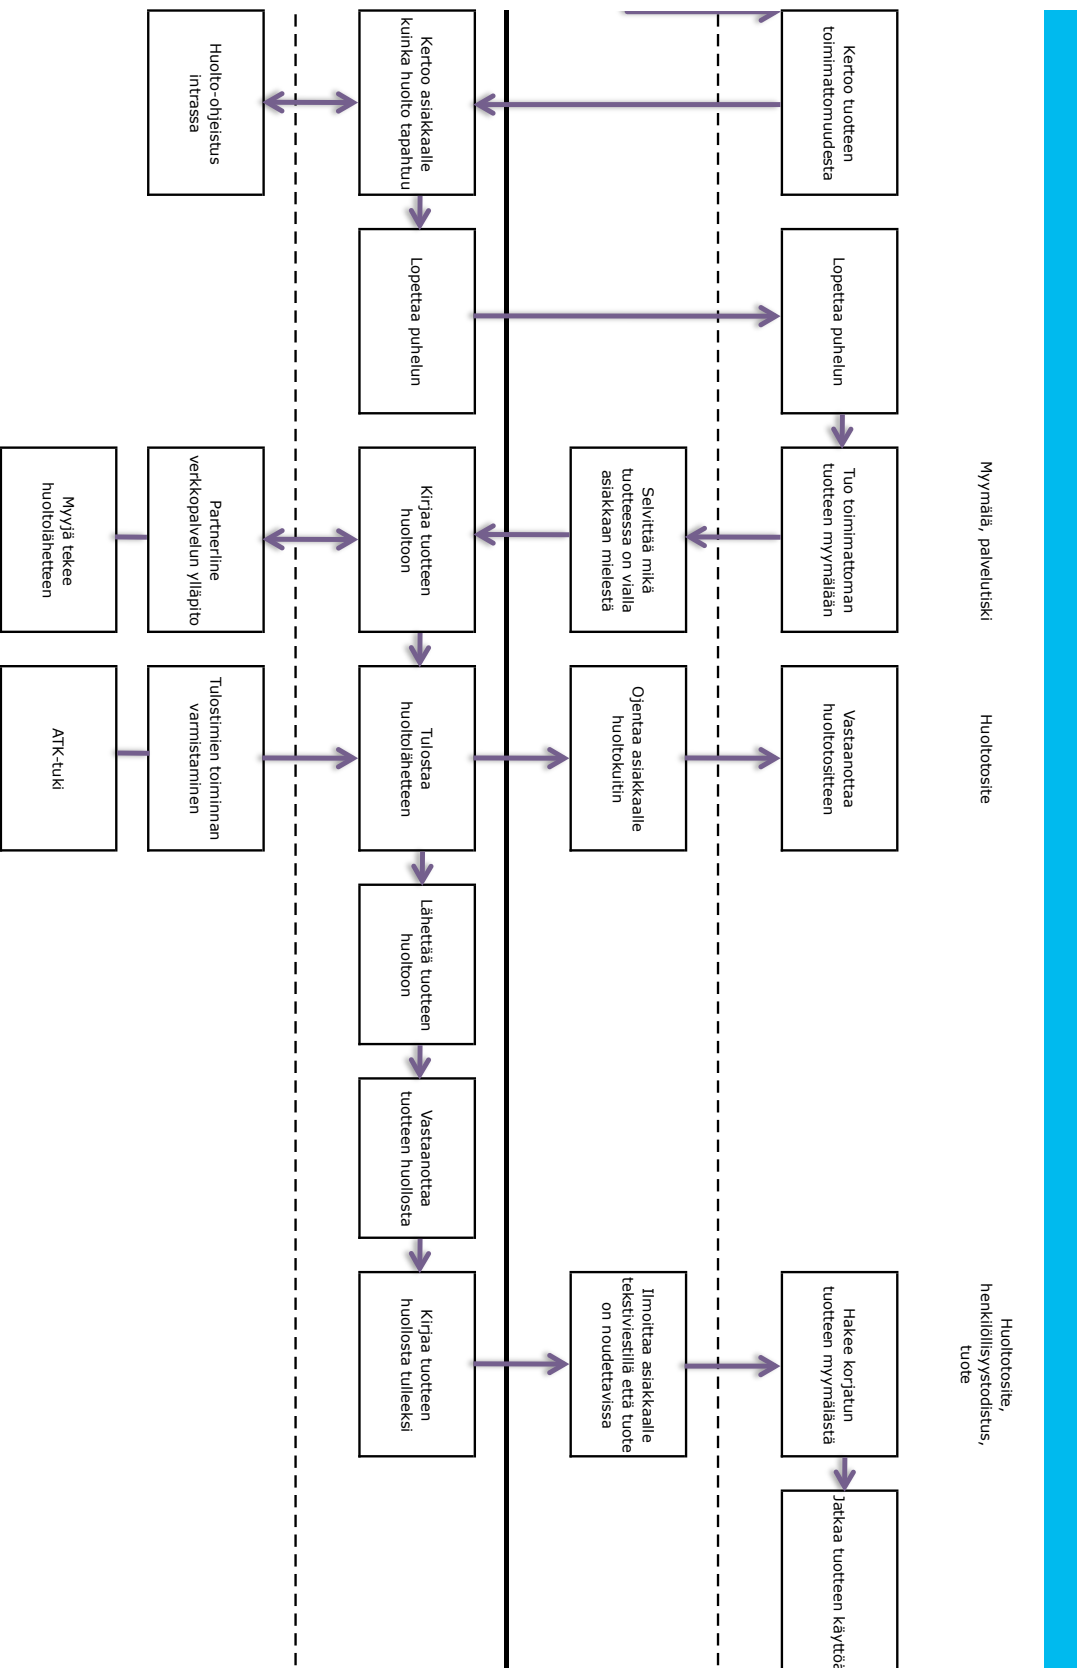 Myymälä, palvelutiski
Huoltotosite
Huoltotosite,
henkilöllisyystodistus,
tuote
Kertoo tuotteen
toimimattomuudesta
Lopettaa puhelun
Tuo toimimattoman
tuotteen myymälään
Vastaanottaa
huoltotositteen
Hakee korjatun
tuotteen myymälästä
Jatkaa tuotteen käyttöä
Selvittää mikä
tuotteessa on vialla
asiakkaan mielestä
Ojentaa asiakkaalle
huoltokuitin
Ilmoittaa asiakkaalle
tekstiviestillä että tuote
on noudettavissa
Kertoo asiakkaalle
kuinka huolto tapahtuu
Lopettaa puhelun
Kirjaa tuotteen
huoltoon
Tulostaa
huoltolähetteen
Lähettää tuotteen
huoltoon
Vastaanottaa
tuotteen huollosta
Kirjaa tuotteen
huollosta tulleeksi
Huolto-ohjeistus
intrassa
Partnerline
verkkopalvelun ylläpito
Tulostimien toiminnan
varmistaminen
Myyjä tekee
huoltolähetteen
ATK-tuki